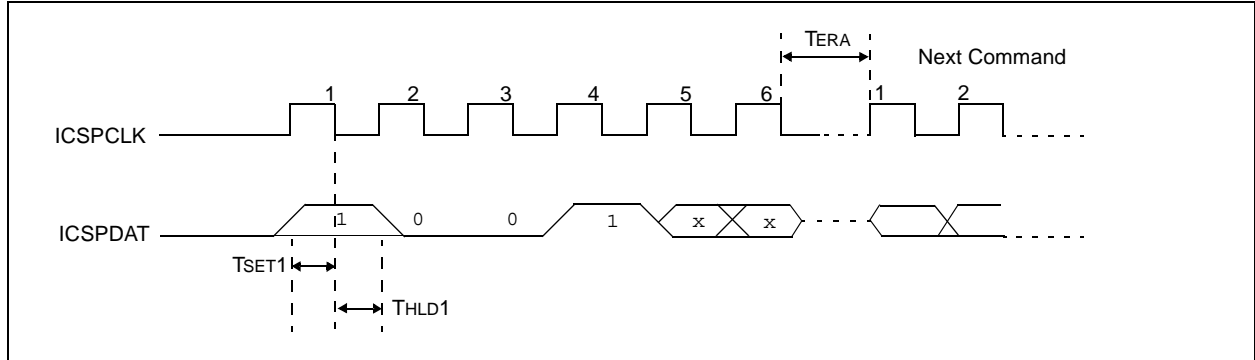 TERA
Next Command
1 2 3 4 5 6 1 2
ICSPCLK
ICSPDAT
1 0 0 1 x x
TSET1
THLD1